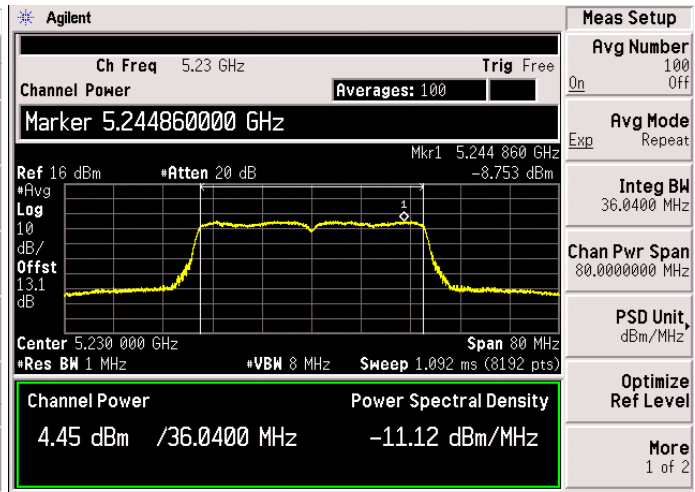 Agilent
Ch Freq 5.23 GHz Trig Free
Channel Power Averages: 100
Marker 5.244860000 GHz
Mkr1 5.244 860 GHz
Ref 16 dBm #Atten 20 dB -8.753 dBm
#Avg
Log
10
dB/
Offst
13.1
dB
1
Center 5.230 000 GHz Span 80 MHz
#Res BW 1 MHz #VBW 8 MHz Sweep 1.092 ms (8192 pts)
Channel Power Power Spectral Density
4.45 dBm /36.0400 MHz -11.12 dBm/MHz
Meas Setup
Avg Number
100
On Off
Avg Mode
Exp Repeat
Integ BW
36.0400 MHz
Chan Pwr Span
80.0000000 MHz
PSD Unit
dBm/MHz
Optimize
Ref Level
More
1 of 2